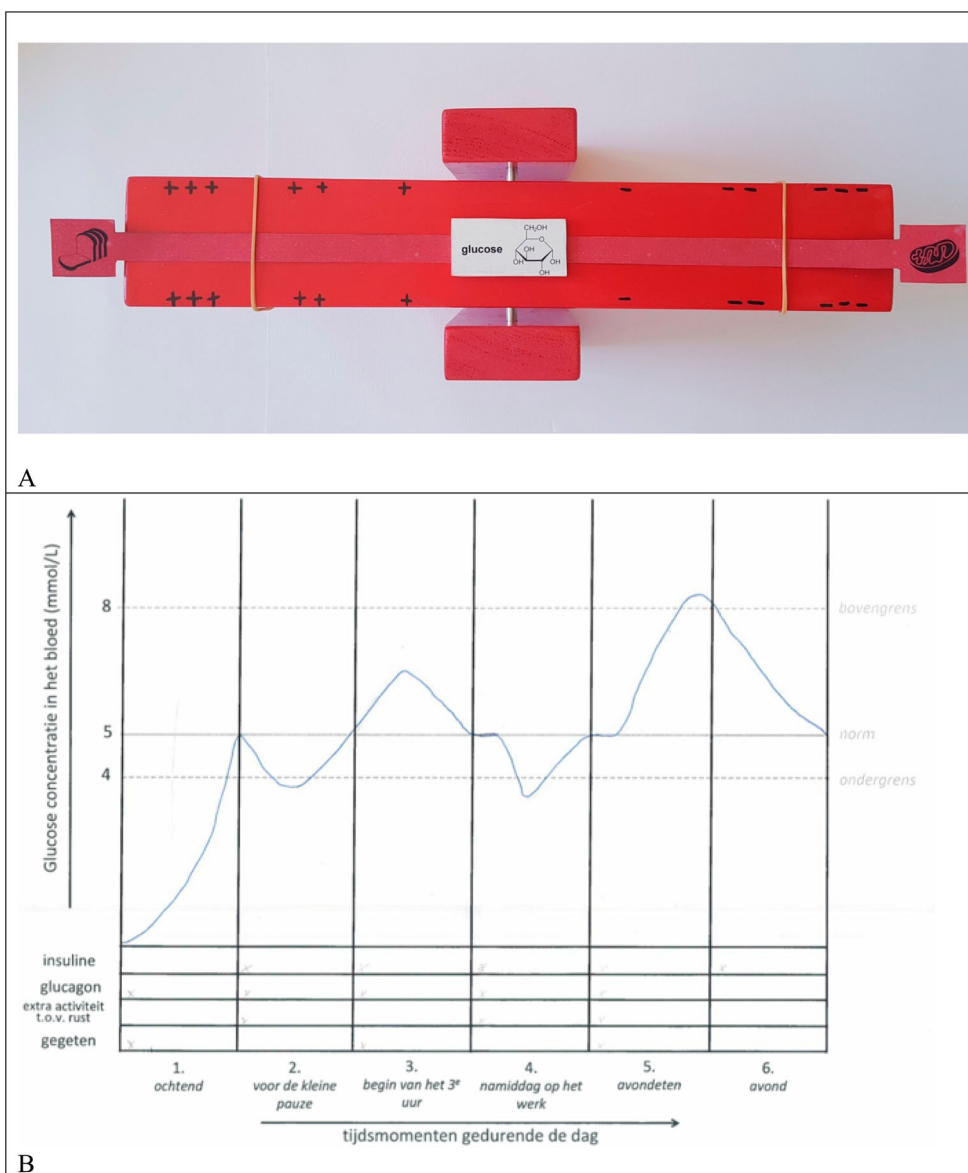 +++ ++ + - -- ---
glucose
CH₂OH
O
OH
HO OH
OH
+++ ++ + - -- ---
A
Glucose concentratie in het bloed (mmol/L)
8 bovengrens
5 norm
4 ondergrens
insuline x x x x x x
glucagon x x x x x
extra activiteit
t.o.v. rust x x x
gegeten x x x
1. 2. 3. 4. 5. 6.
ochtend voor de kleine begin van het 3e namiddag op het avondeten avond
pauze uur werk
tijdsmomenten gedurende de dag
B